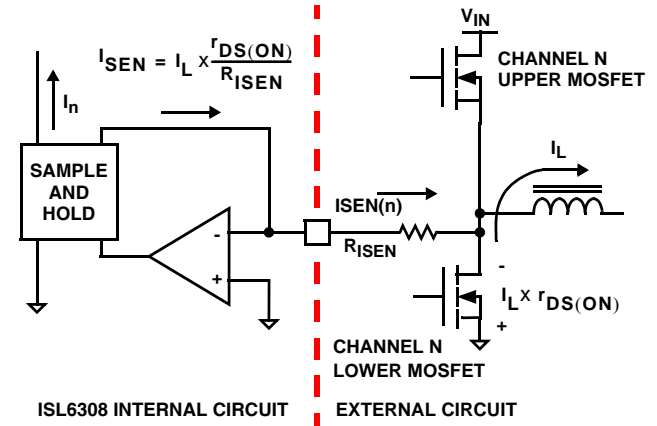 V_IN
I_SEN = I_L x r_DS(ON) / R_ISEN
CHANNEL N
UPPER MOSFET
I_n
SAMPLE
AND
HOLD
I_L
ISEN(n)
R_ISEN
-
+
-
I_L x r_DS(ON)
+
CHANNEL N
LOWER MOSFET
ISL6308 INTERNAL CIRCUIT
EXTERNAL CIRCUIT